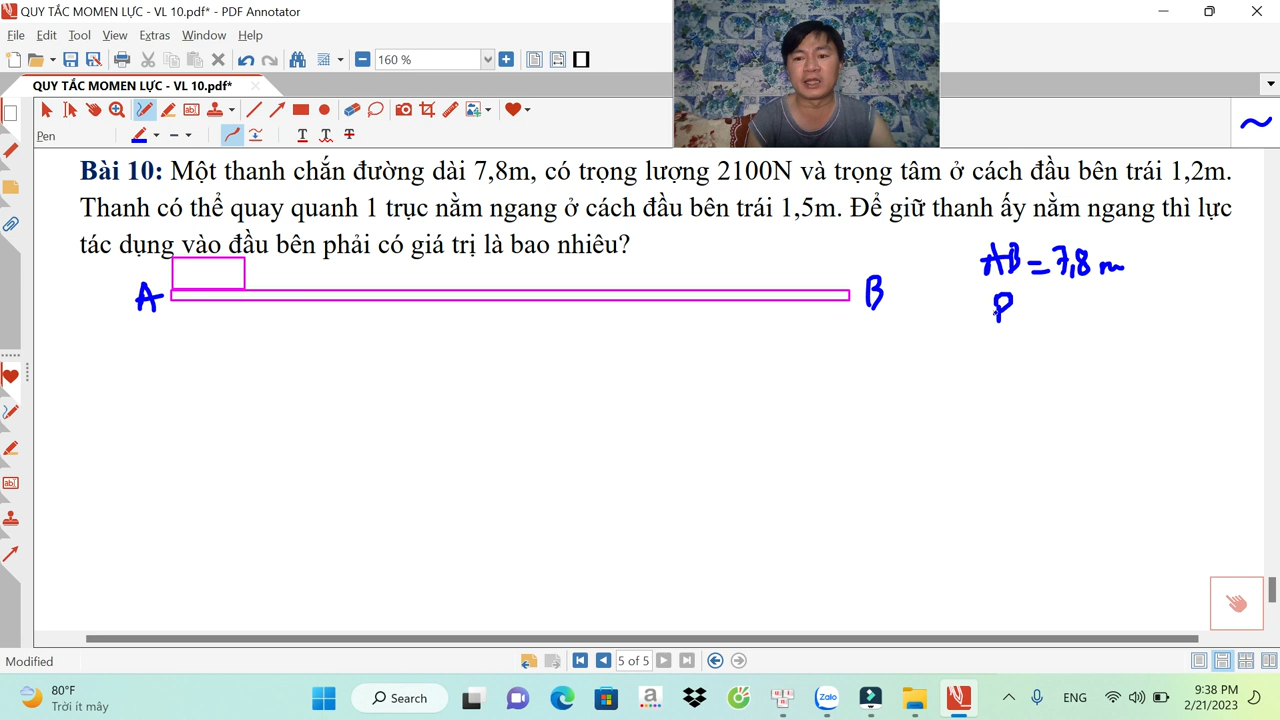 QUY TẮC MOMEN LỰC - VL 10.pdf* - PDF Annotator
File Edit Tool View Extras Window Help
160 %
QUY TẮC MOMEN LỰC - VL 10.pdf*
Pen
Bài 10: Một thanh chắn đường dài 7,8m, có trọng lượng 2100N và trọng tâm ở cách đầu bên trái 1,2m.
Thanh có thể quay quanh 1 trục nằm ngang ở cách đầu bên trái 1,5m. Để giữ thanh ấy nằm ngang thì lực
tác dụng vào đầu bên phải có giá trị là bao nhiêu?
AB = 7,8 m
A B
P
Modified
5 of 5
80°F
Trời ít mây
Search
Zalo
ENG
9:38 PM
2/21/2023